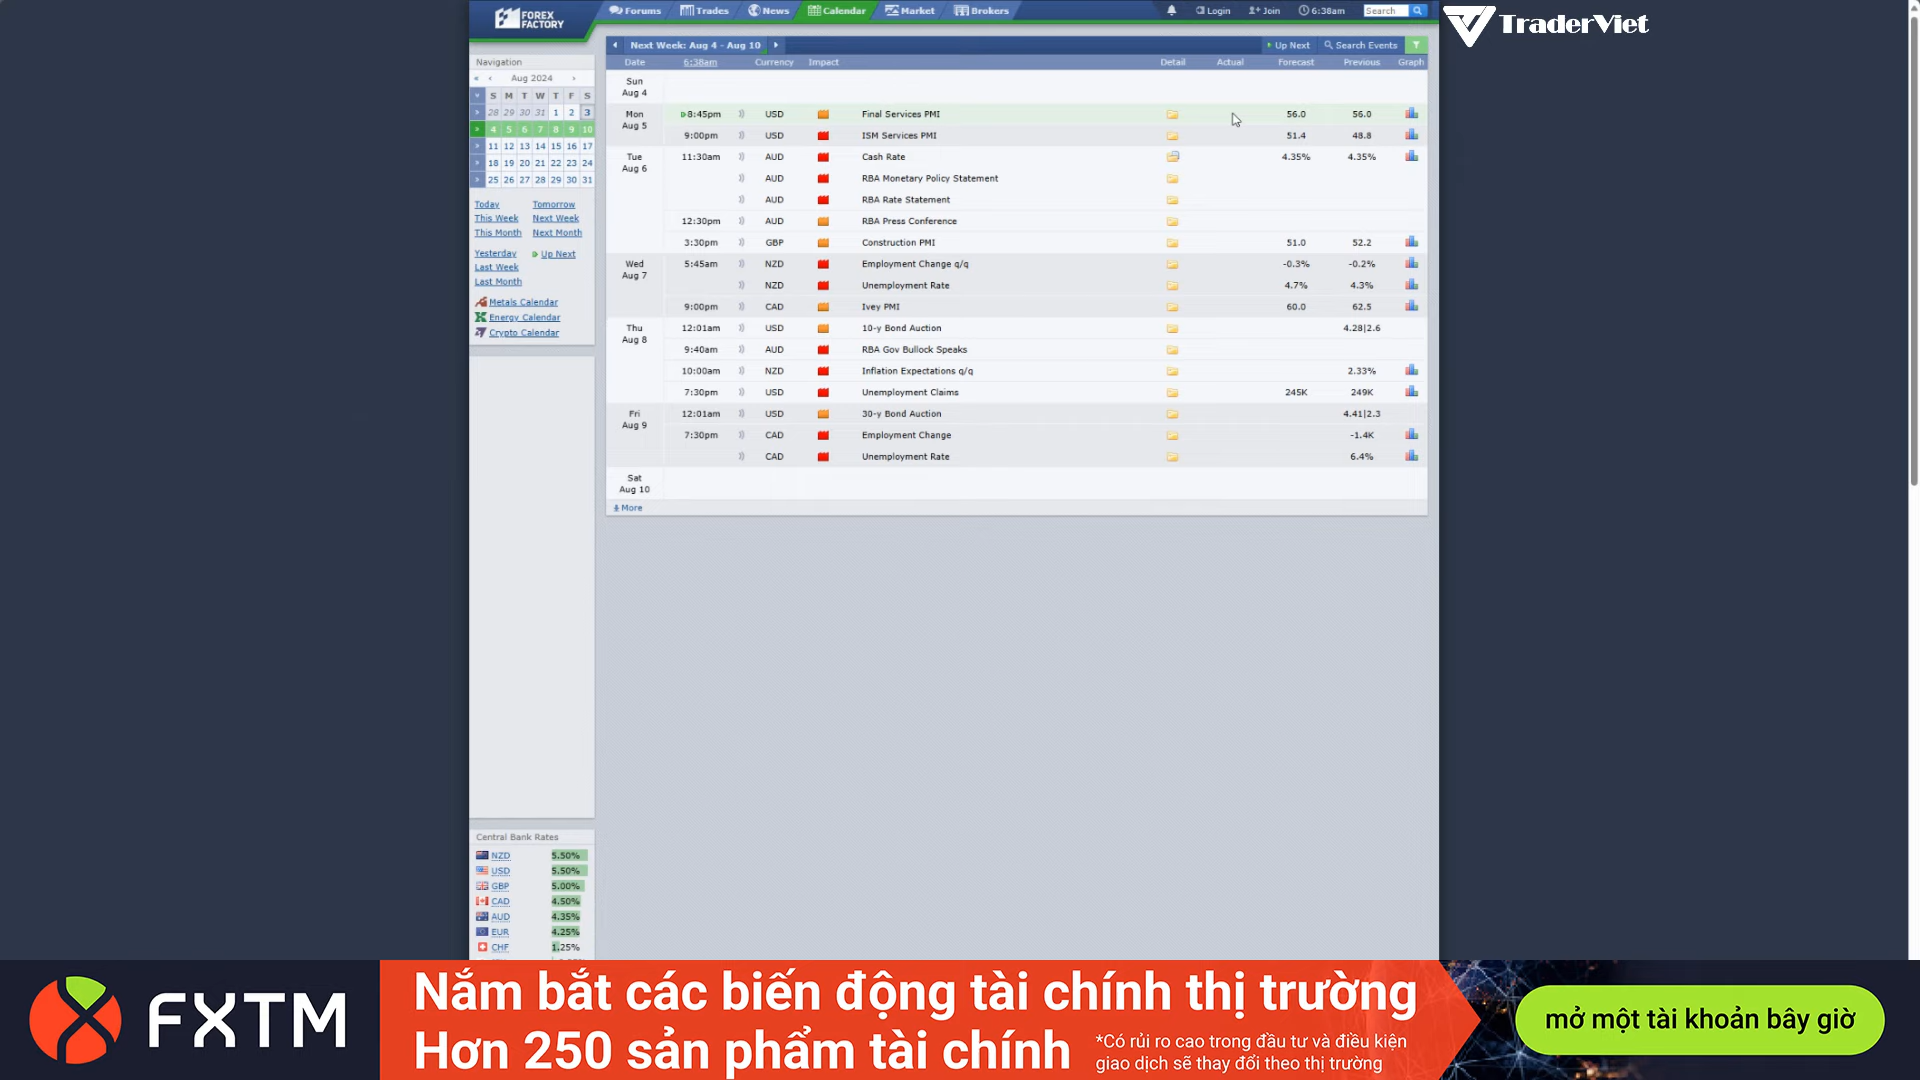 FOREX FACTORY
Forums Trades News Calendar Market Brokers Login Join 6:38am Search
TraderViet
Next Week: Aug 4 - Aug 10 Up Next Search Events
Date 6:38am Currency Impact Detail Actual Forecast Previous Graph
Sun Aug 4
Mon Aug 5 8:45pm USD Final Services PMI 56.0 56.0
9:00pm USD ISM Services PMI 51.4 48.8
Tue Aug 6 11:30am AUD Cash Rate 4.35% 4.35%
AUD RBA Monetary Policy Statement
AUD RBA Rate Statement
12:30pm AUD RBA Press Conference
3:30pm GBP Construction PMI 51.0 52.2
Wed Aug 7 5:45am NZD Employment Change q/q -0.3% -0.2%
NZD Unemployment Rate 4.7% 4.3%
9:00pm CAD Ivey PMI 60.0 62.5
Thu Aug 8 12:01am USD 10-y Bond Auction 4.28|2.6
9:40am AUD RBA Gov Bullock Speaks
10:00am NZD Inflation Expectations q/q 2.33%
7:30pm USD Unemployment Claims 245K 249K
Fri Aug 9 12:01am USD 30-y Bond Auction 4.41|2.3
7:30pm CAD Employment Change -1.4K
CAD Unemployment Rate 6.4%
Sat Aug 10
More
Navigation
« ‹ Aug 2024 ›
S M T W T F S
28 29 30 31 1 2 3
4 5 6 7 8 9 10
11 12 13 14 15 16 17
18 19 20 21 22 23 24
25 26 27 28 29 30 31
Today Tomorrow
This Week Next Week
This Month Next Month
Yesterday Up Next
Last Week
Last Month
Metals Calendar
Energy Calendar
Crypto Calendar
Central Bank Rates
NZD 5.50%
USD 5.50%
GBP 5.00%
CAD 4.50%
AUD 4.35%
EUR 4.25%
CHF 1.25%
FXTM
Nắm bắt các biến động tài chính thị trường
Hơn 250 sản phẩm tài chính
*Có rủi ro cao trong đầu tư và điều kiện
giao dịch sẽ thay đổi theo thị trường
mở một tài khoản bây giờ